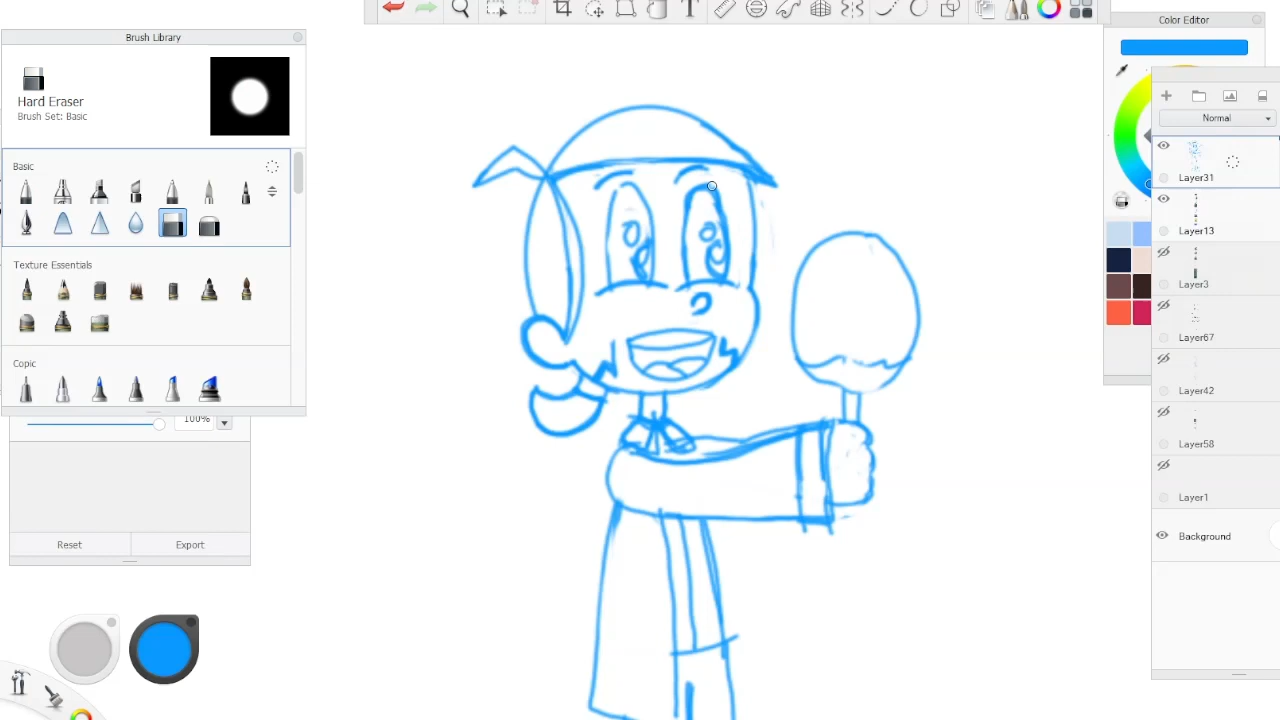 Brush Library
Hard Eraser
Brush Set: Basic
Basic
Texture Essentials
Copic
100%
Reset
Export
T
Color Editor
Normal
Layer31
Layer13
Layer3
Layer67
Layer42
Layer58
Layer1
Background